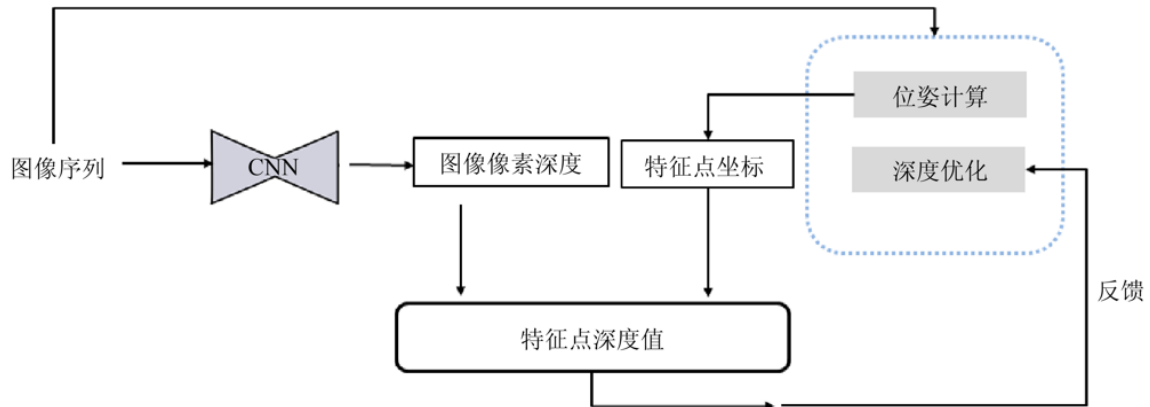 位姿计算
图像序列
CNN
图像像素深度
特征点坐标
深度优化
反馈
特征点深度值